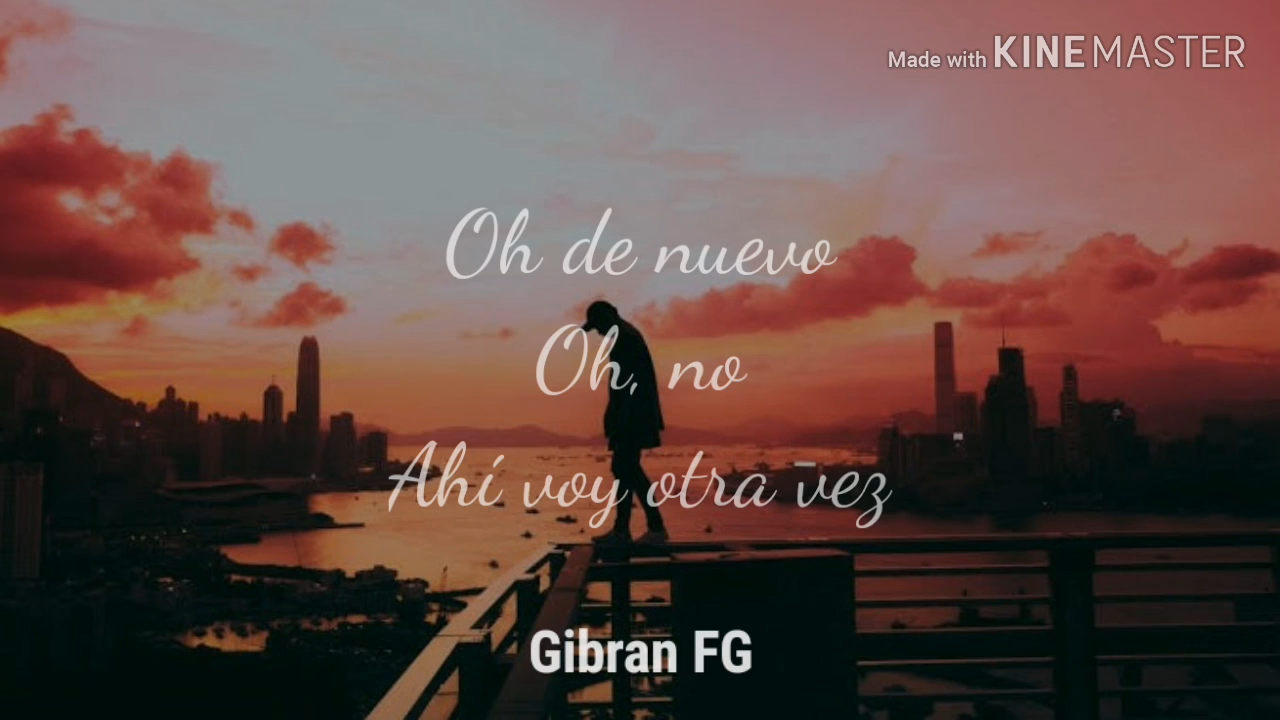 Made with KINEMASTER
Oh de nuevo
Oh, no
Ahí voy otra vez
Gibran FG